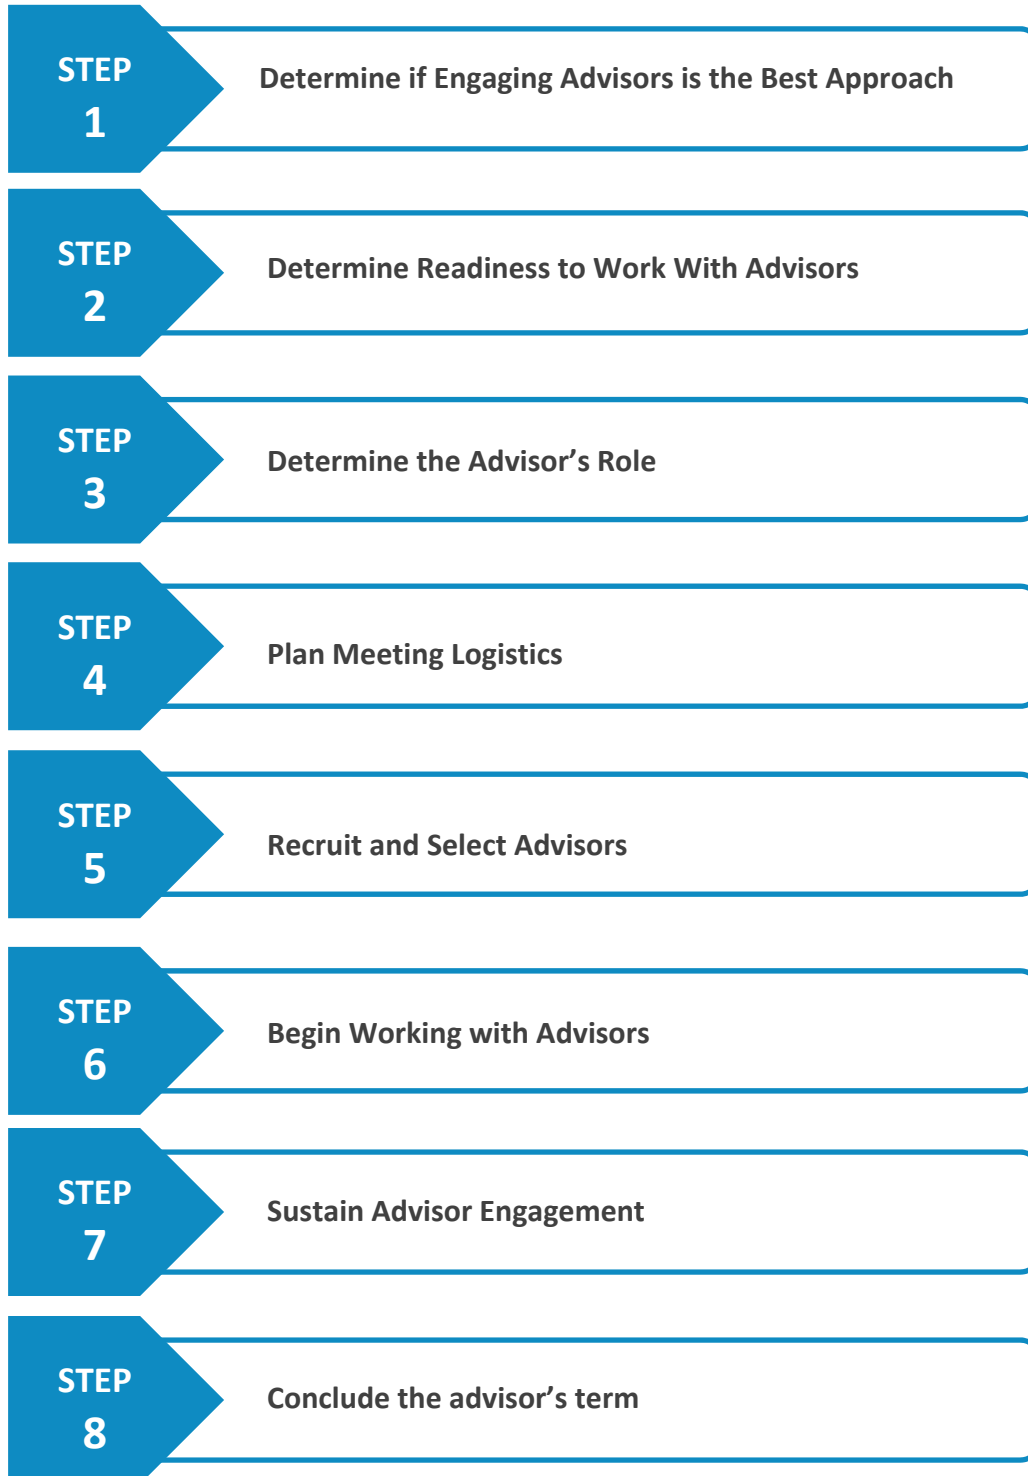 STEP
1
Determine if Engaging Advisors is the Best Approach
STEP
2
Determine Readiness to Work With Advisors
STEP
3
Determine the Advisor’s Role
STEP
4
Plan Meeting Logistics
STEP
5
Recruit and Select Advisors
STEP
6
Begin Working with Advisors
STEP
7
Sustain Advisor Engagement
STEP
8
Conclude the advisor’s term